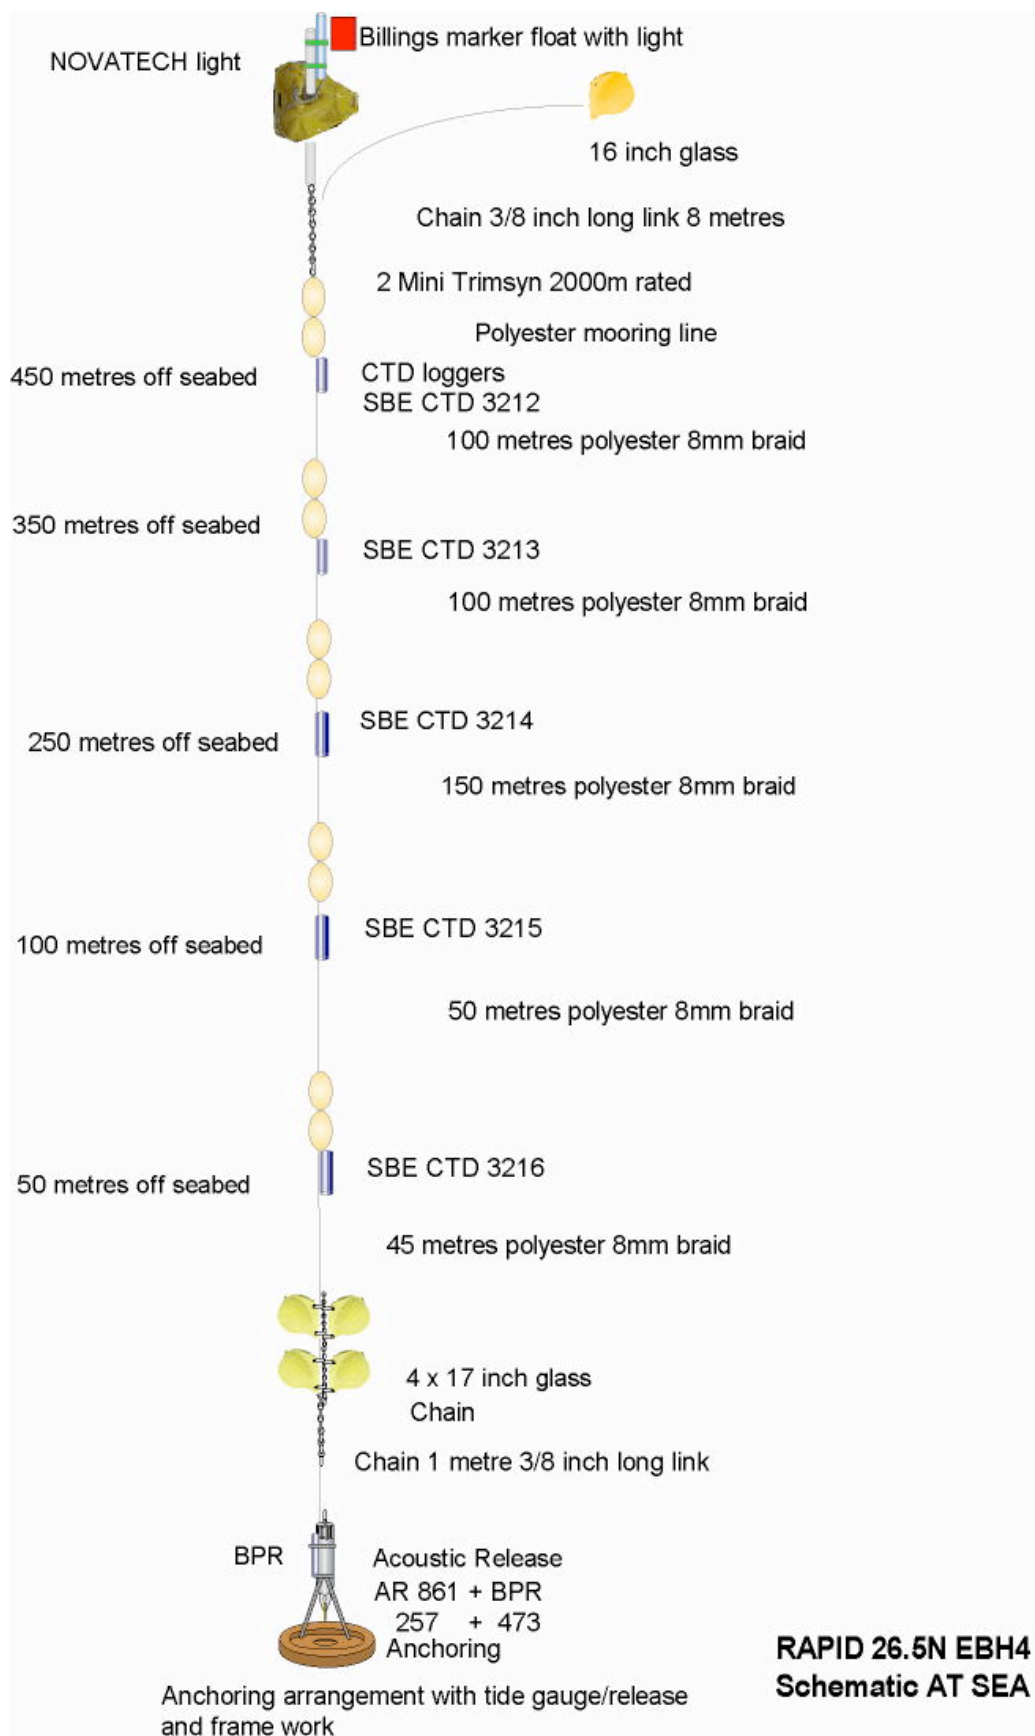 Billings marker float with light
NOVATECH light
16 inch glass
Chain 3/8 inch long link 8 metres
2 Mini Trimsyn 2000m rated
Polyester mooring line
450 metres off seabed
CTD loggers
SBE CTD 3212
100 metres polyester 8mm braid
350 metres off seabed
SBE CTD 3213
100 metres polyester 8mm braid
SBE CTD 3214
250 metres off seabed
150 metres polyester 8mm braid
SBE CTD 3215
100 metres off seabed
50 metres polyester 8mm braid
SBE CTD 3216
50 metres off seabed
45 metres polyester 8mm braid
4 x 17 inch glass
Chain
Chain 1 metre 3/8 inch long link
BPR
Acoustic Release
AR 861 + BPR
257 + 473
Anchoring
RAPID 26.5N EBH4
Schematic AT SEA
Anchoring arrangement with tide gauge/release
and frame work